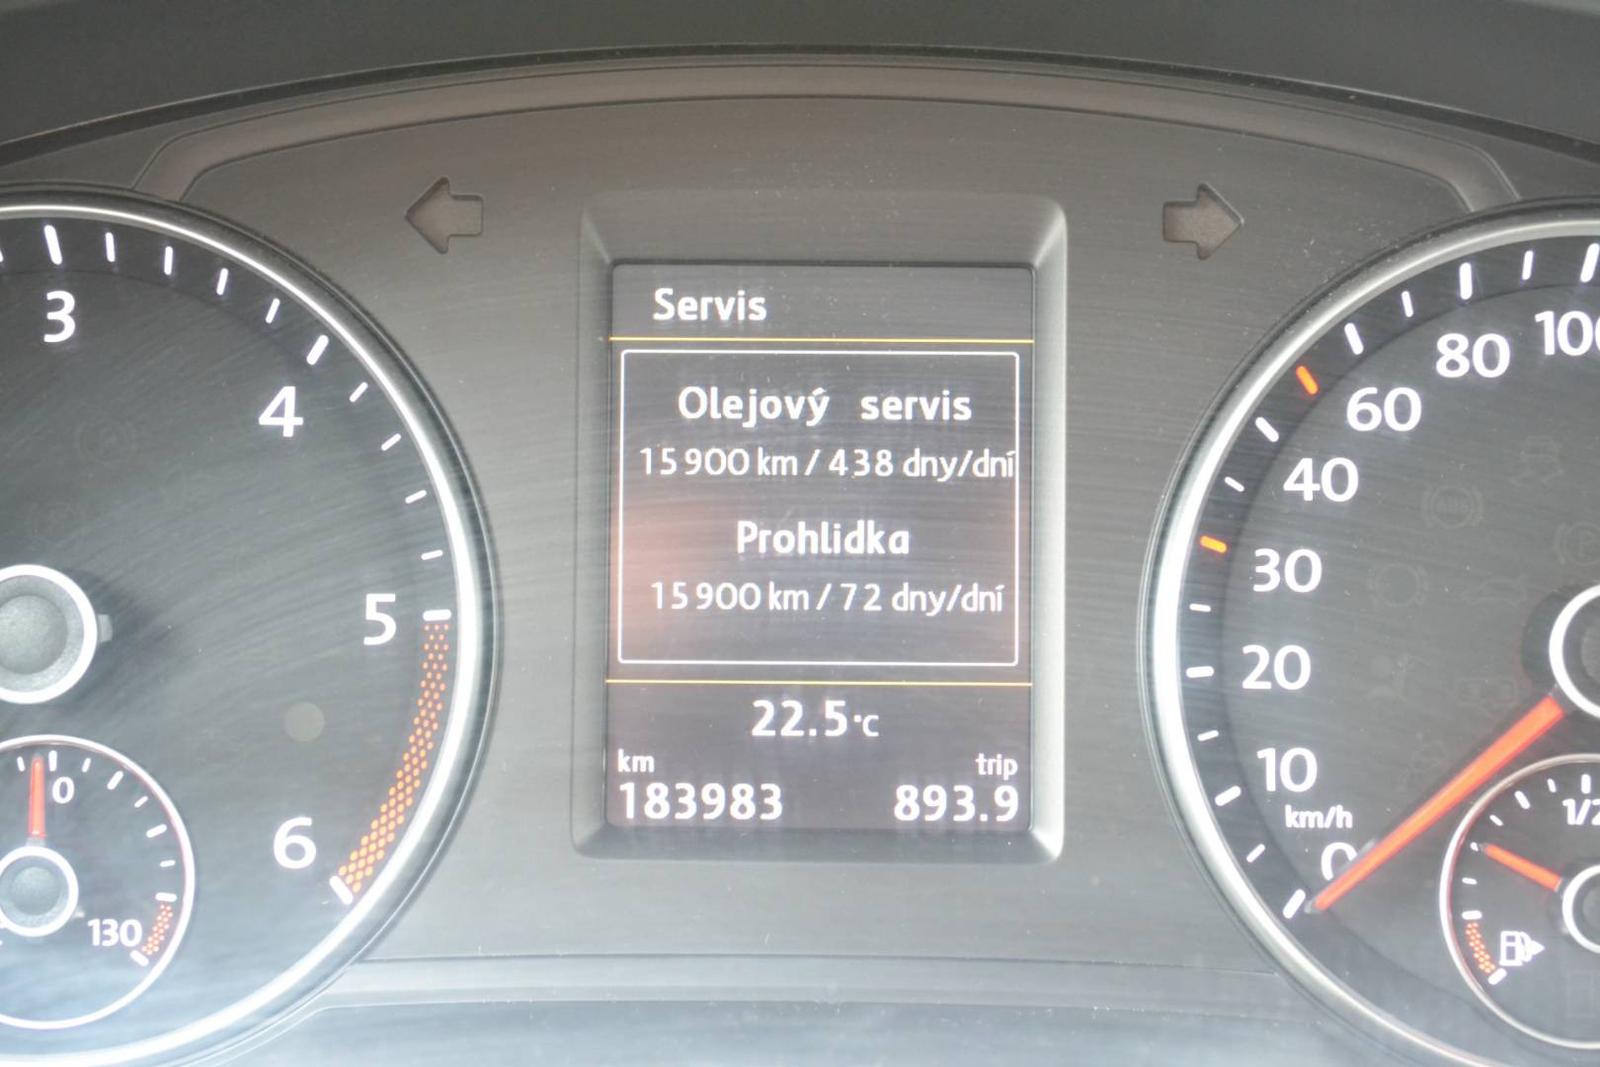 Servis
Olejový servis
15 900 km / 438 dny/dní
Prohlidka
15 900 km / 72 dny/dní
22.5°C
km trip
183983 893.9
3
4
5
6
0
130
100
80
60
40
30
20
10
km/h
0
1/2